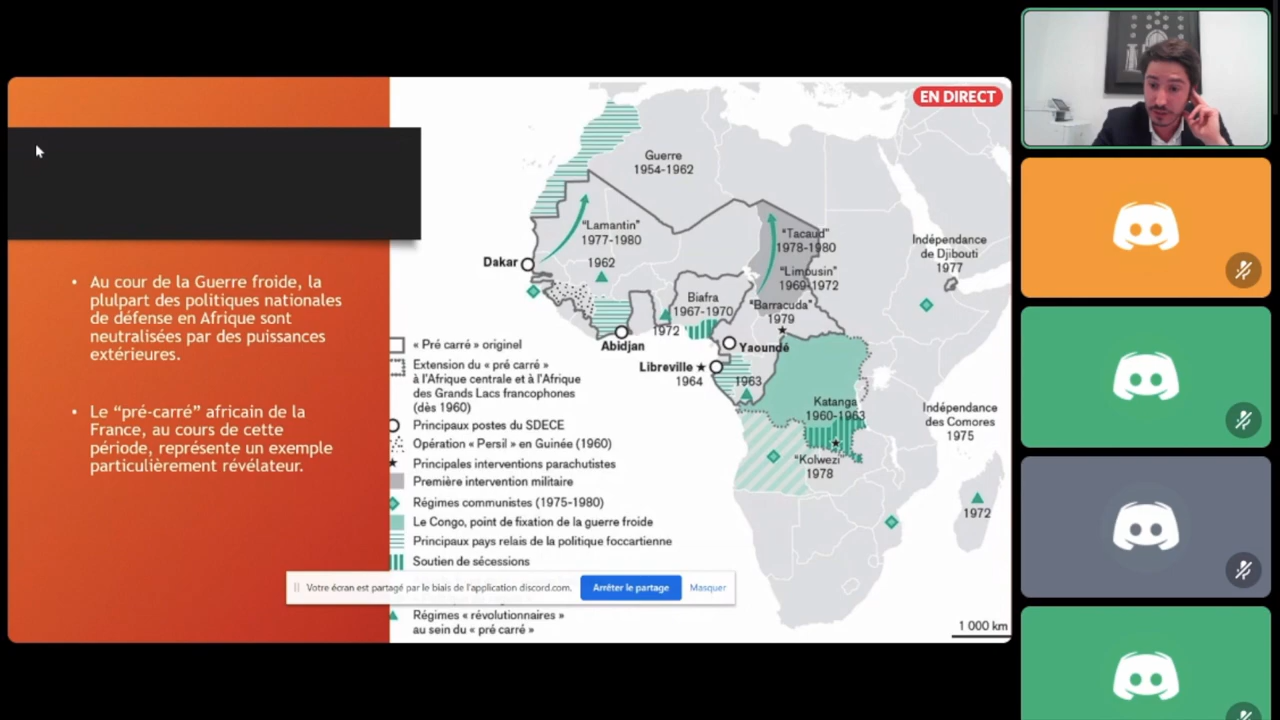 EN DIRECT
• Au cour de la Guerre froide, la
plulpart des politiques nationales
de défense en Afrique sont
neutralisées par des puissances
extérieures.
• Le “pré-carré” africain de la
France, au cours de cette
période, représente un exemple
particulièrement révélateur.
Guerre
1954-1962
"Lamantin"
1977-1980
1962
Dakar
"Tacaud"
1978-1980
"Limousin"
1969-1972
Indépendance
de Djibouti
1977
Biafra
1967-1970
1972
"Barracuda"
1979
Abidjan
Yaoundé
Libreville
1964
1963
Katanga
1960-1963
"Kolwezi
1978
Indépendance
des Comores
1975
1972
« Pré carré » originel
Extension du « pré carré »
à l'Afrique centrale et à l'Afrique
des Grands Lacs francophones
(dès 1960)
Principaux postes du SDECE
Opération « Persil » en Guinée (1960)
Principales interventions parachutistes
Première intervention militaire
Régimes communistes (1975-1980)
Le Congo, point de fixation de la guerre froide
Principaux pays relais de la politique foccartienne
Soutien de sécessions
Votre écran est partagé par le biais de l'application discord.com. Arrêter le partage Masquer
Régimes « révolutionnaires »
au sein du « pré carré »
1 000 km